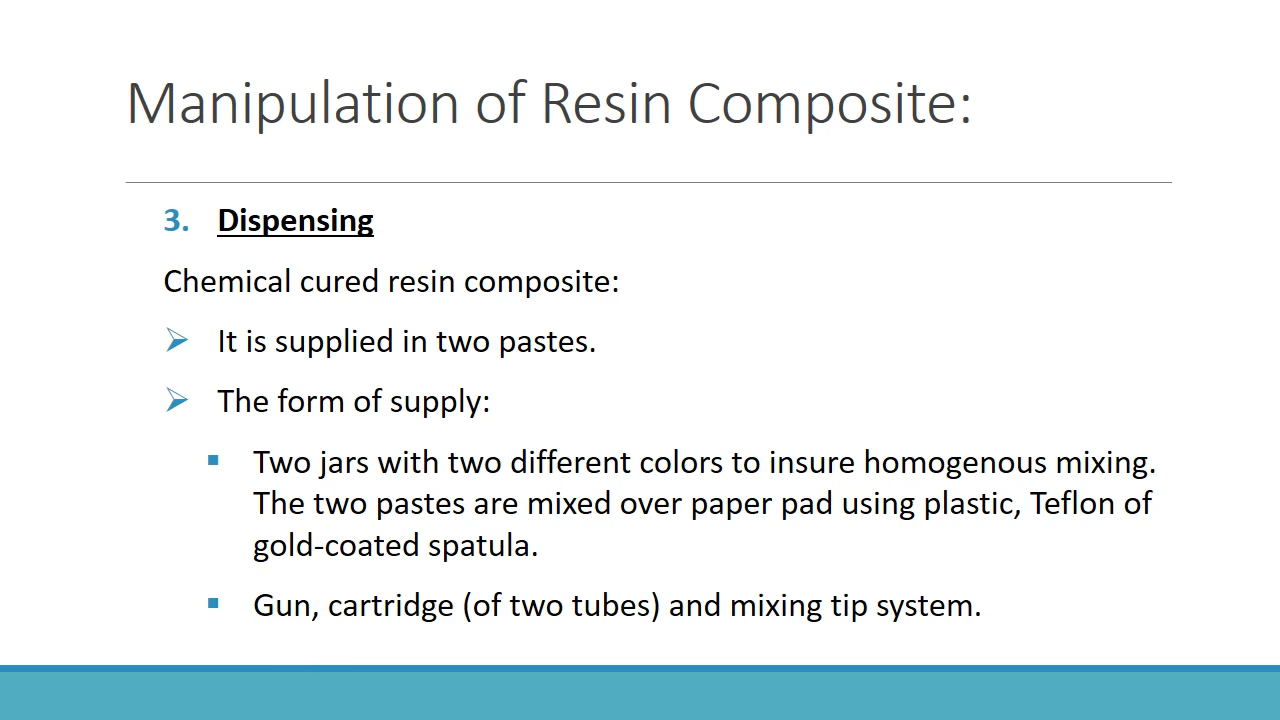 Manipulation of Resin Composite:
3. Dispensing
Chemical cured resin composite:
It is supplied in two pastes.
The form of supply:
Two jars with two different colors to insure homogenous mixing.
The two pastes are mixed over paper pad using plastic, Teflon of
gold-coated spatula.
Gun, cartridge (of two tubes) and mixing tip system.